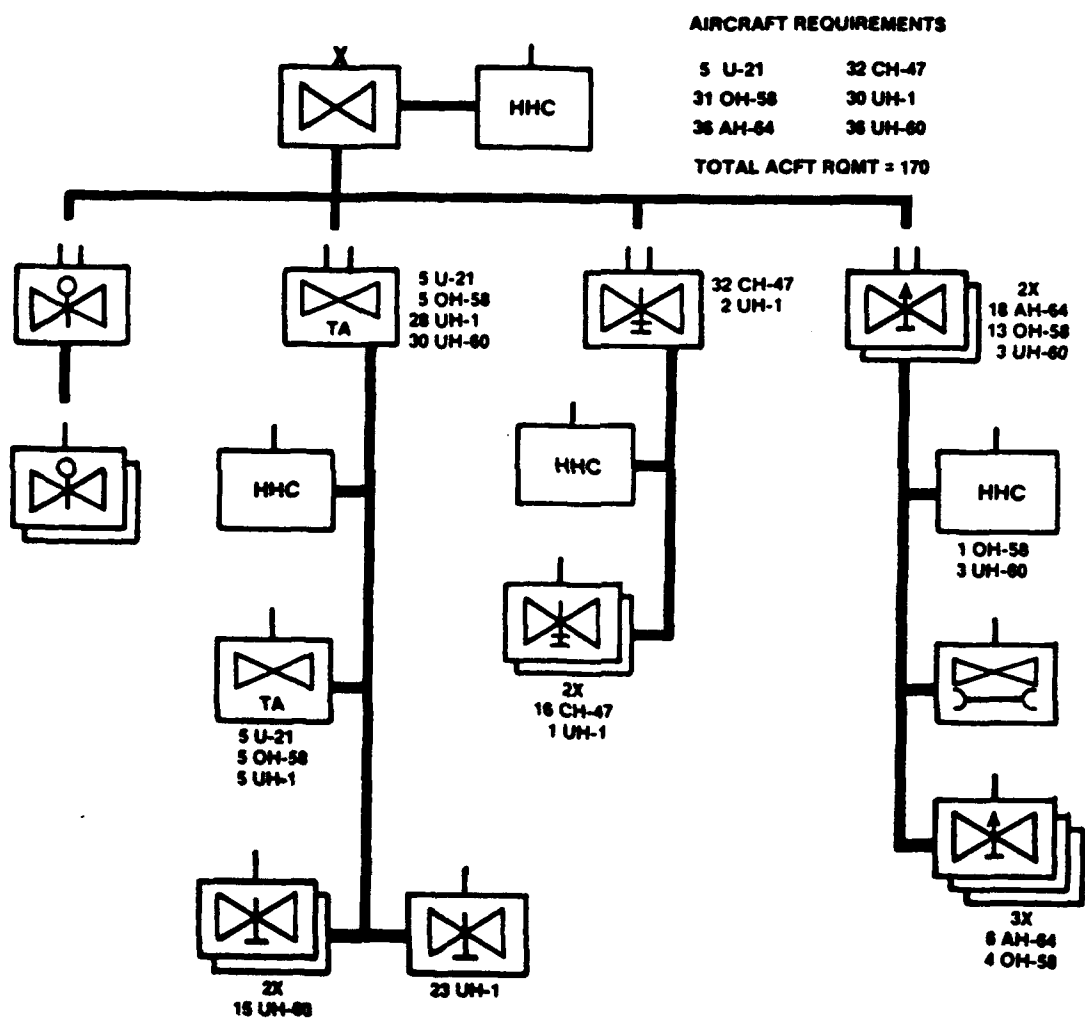 AIRCRAFT REQUIREMENTS
5 U-21 32 CH-47
31 OH-58 30 UH-1
36 AH-64 36 UH-60
TOTAL ACFT RQMT = 170
X
HHC
TA
5 U-21
5 OH-58
28 UH-1
30 UH-60
32 CH-47
2 UH-1
2X
18 AH-64
13 OH-58
3 UH-60
HHC
HHC
HHC
1 OH-58
3 UH-60
TA
5 U-21
5 OH-58
5 UH-1
2X
16 CH-47
1 UH-1
2X
15 UH-60
23 UH-1
3X
6 AH-64
4 OH-58